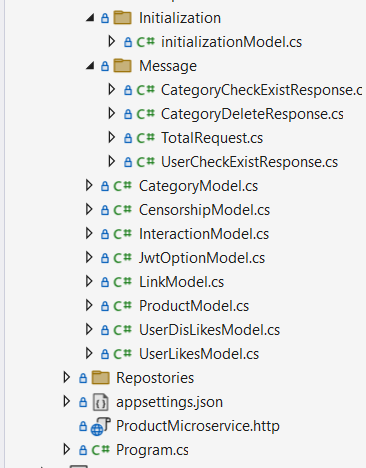 Initialization
C# initializationModel.cs
Message
C# CategoryCheckExistResponse.c
C# CategoryDeleteResponse.cs
C# TotalRequest.cs
C# UserCheckExistResponse.cs
C# CategoryModel.cs
C# CensorshipModel.cs
C# InteractionModel.cs
C# JwtOptionModel.cs
C# LinkModel.cs
C# ProductModel.cs
C# UserDisLikesModel.cs
C# UserLikesModel.cs
Repostories
appsettings.json
ProductMicroservice.http
C# Program.cs